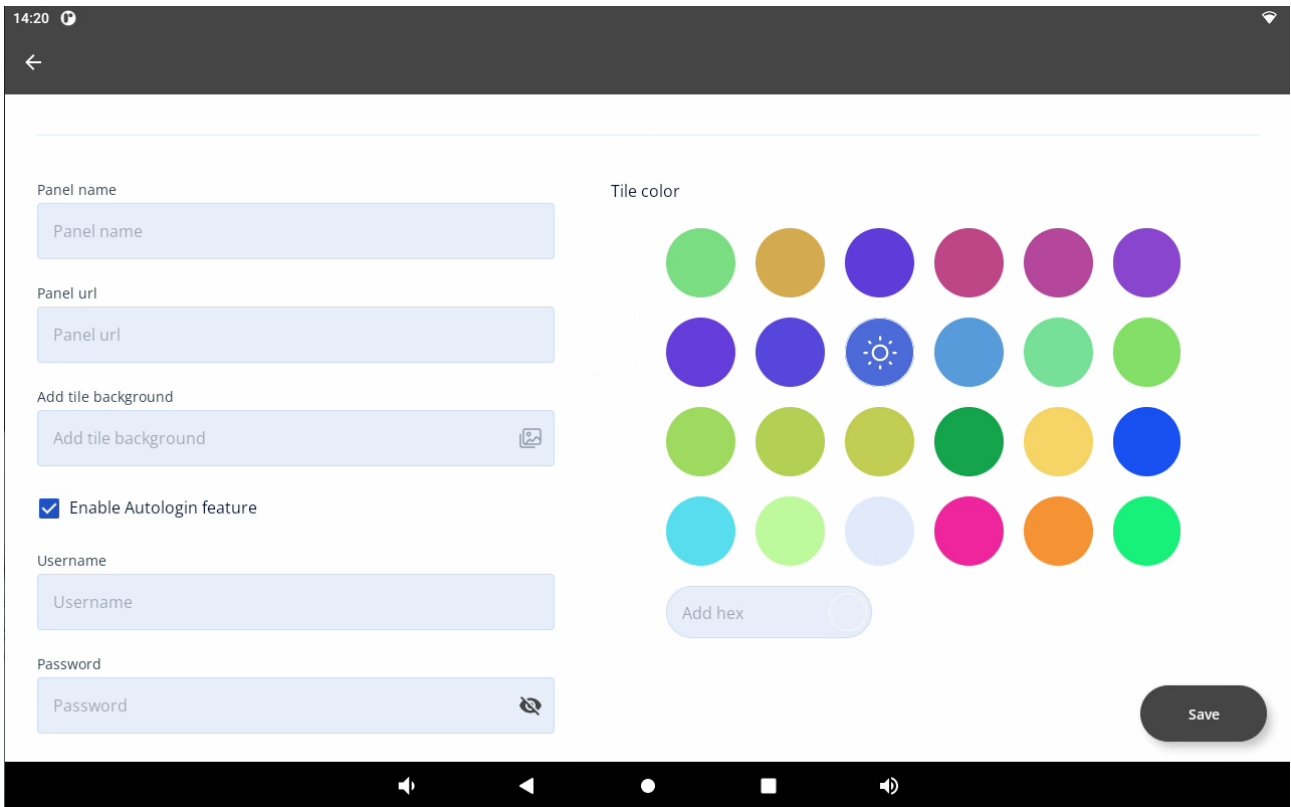 14:20
Panel name
Panel name
Panel url
Panel url
Add tile background
Add tile background
Enable Autologin feature
Username
Username
Password
Password
Tile color
Add hex
Save